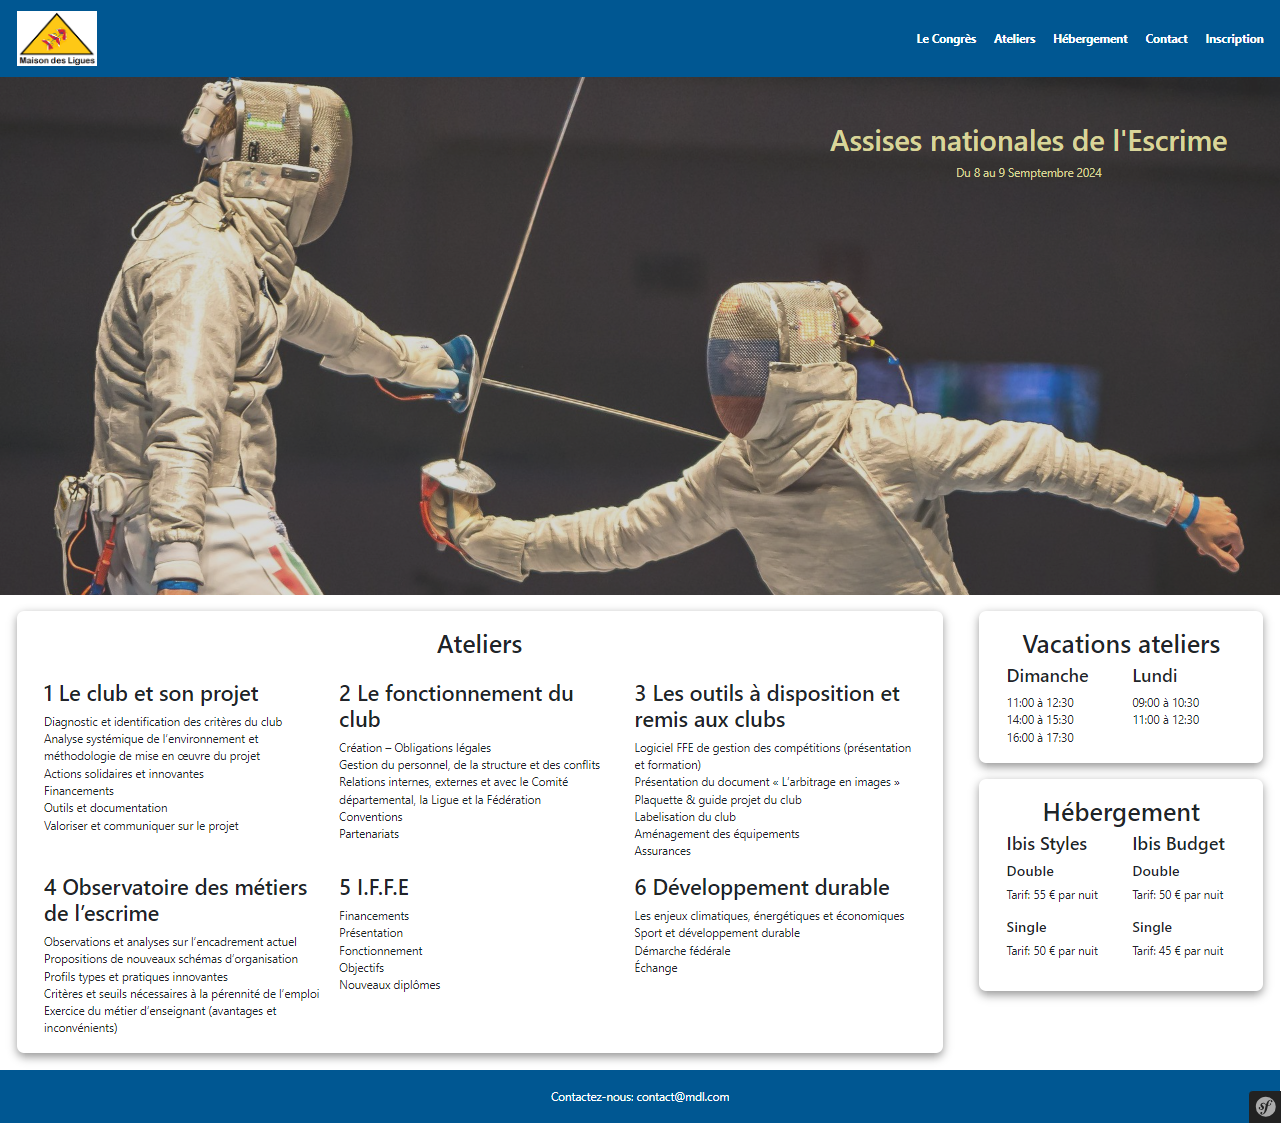 Maison des Ligues
Le Congrès Ateliers Hébergement Contact Inscription
Assises nationales de l'Escrime
Du 8 au 9 Semptembre 2024
Ateliers
1 Le club et son projet
Diagnostic et identification des critères du club
Analyse systémique de l’environnement et
méthodologie de mise en œuvre du projet
Actions solidaires et innovantes
Financements
Outils et documentation
Valoriser et communiquer sur le projet
2 Le fonctionnement du
club
Création – Obligations légales
Gestion du personnel, de la structure et des conflits
Relations internes, externes et avec le Comité
départemental, la Ligue et la Fédération
Conventions
Partenariats
3 Les outils à disposition et
remis aux clubs
Logiciel FFE de gestion des compétitions (présentation
et formation)
Présentation du document « L’arbitrage en images »
Plaquette & guide projet du club
Labelisation du club
Aménagement des équipements
Assurances
4 Observatoire des métiers
de l’escrime
Observations et analyses sur l’encadrement actuel
Propositions de nouveaux schémas d’organisation
Profils types et pratiques innovantes
Critères et seuils nécessaires à la pérennité de l’emploi
Exercice du métier d’enseignant (avantages et
inconvénients)
5 I.F.F.E
Financements
Présentation
Fonctionnement
Objectifs
Nouveaux diplômes
6 Développement durable
Les enjeux climatiques, énergétiques et économiques
Sport et développement durable
Démarche fédérale
Échange
Vacations ateliers
Dimanche
11:00 à 12:30
14:00 à 15:30
16:00 à 17:30
Lundi
09:00 à 10:30
11:00 à 12:30
Hébergement
Ibis Styles
Double
Tarif: 55 € par nuit
Single
Tarif: 50 € par nuit
Ibis Budget
Double
Tarif: 50 € par nuit
Single
Tarif: 45 € par nuit
Contactez-nous: contact@mdl.com
sf